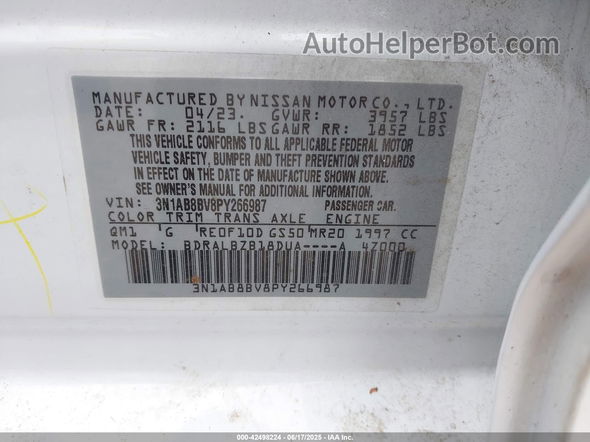 AutoHelperBot.com
MANUFACTURED BY NISSAN MOTOR CO., LTD.
DATE: 04/23. GVWR: 3957 LBS
GAWR FR: 2116 LBS GAWR RR: 1852 LBS
THIS VEHICLE CONFORMS TO ALL APPLICABLE FEDERAL MOTOR
VEHICLE SAFETY, BUMPER AND THEFT PREVENTION STANDARDS
IN EFFECT ON THE DATE OF MANUFACTURE SHOWN ABOVE.
SEE OWNER'S MANUAL FOR ADDITIONAL INFORMATION
VIN: 3N1AB8BV8PY266987 PASSENGER CAR.
COLOR TRIM TRANS AXLE ENGINE
QM1 G RE0F10D GS50 MR20 1997 CC
MODEL: BDRALBZB18DUA----A 4Z000
3N1AB8BV8PY266987
#: 42498224 - 06/17/2025 - IAA Inc.